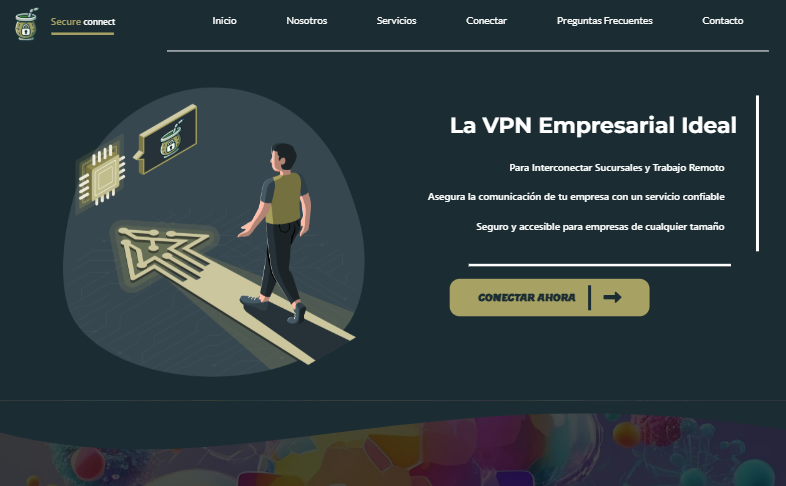 Secure connect
Inicio Nosotros Servicios Conectar Preguntas Frecuentes Contacto
La VPN Empresarial Ideal
Para Interconectar Sucursales y Trabajo Remoto
Asegura la comunicación de tu empresa con un servicio confiable
Seguro y accesible para empresas de cualquier tamaño
CONECTAR AHORA